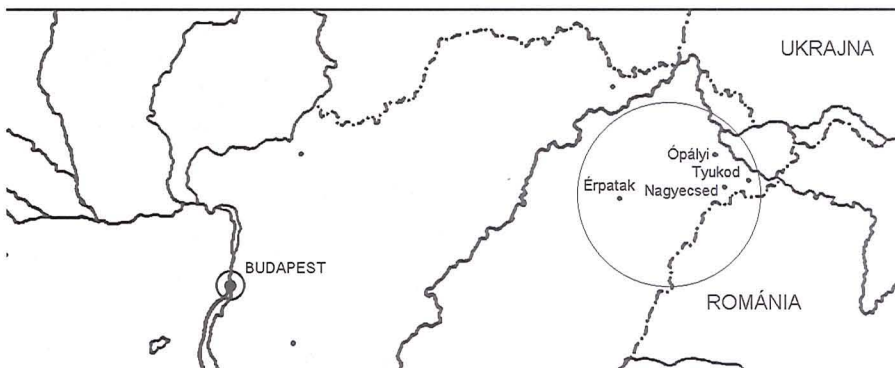 UKRAJNA
Ópályi
Tyukod
Érpatak
Nagyecsed
BUDAPEST
ROMÁNIA